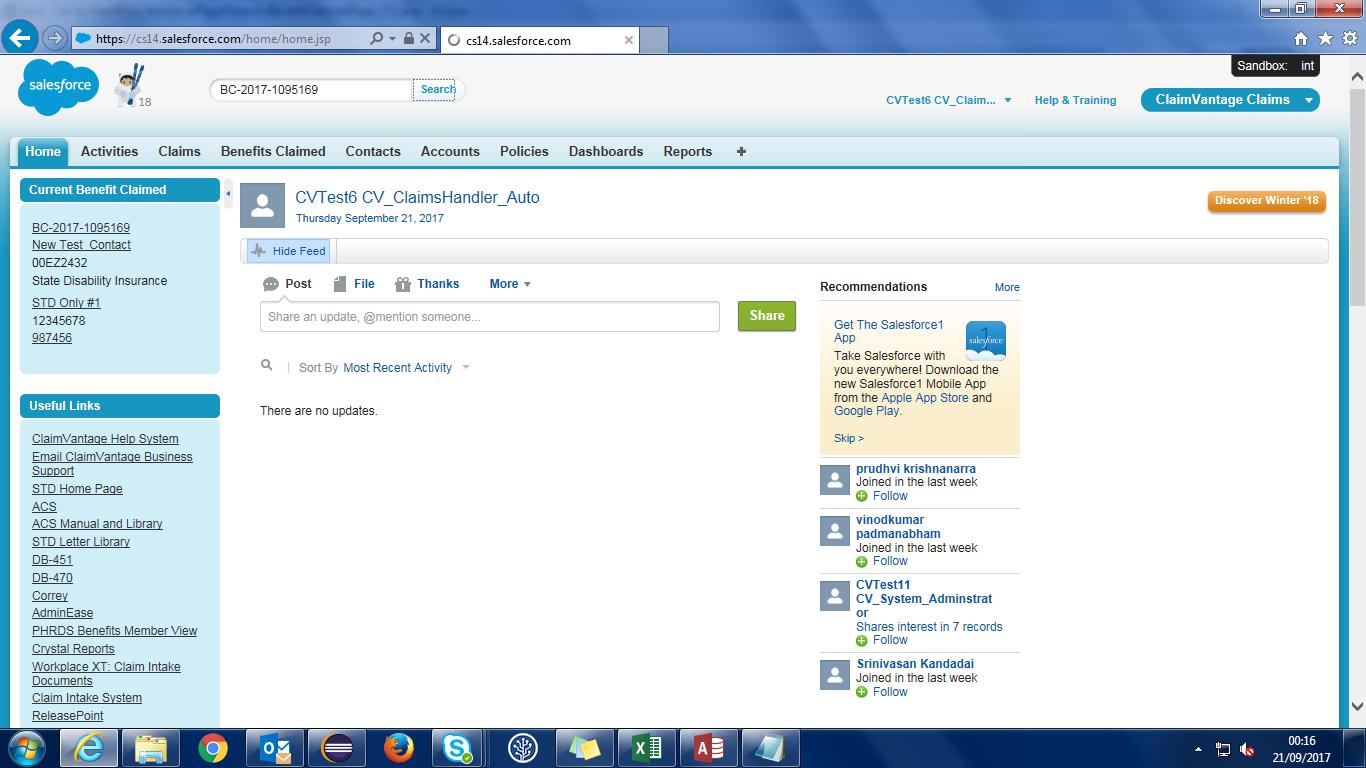 https://cs14.salesforce.com/home/home.jsp
cs14.salesforce.com
Sandbox: int
salesforce
18
BC-2017-1095169
Search
CVTest6 CV_Claim...
Help & Training
ClaimVantage Claims
Home
Activities
Claims
Benefits Claimed
Contacts
Accounts
Policies
Dashboards
Reports
Current Benefit Claimed
BC-2017-1095169
New Test_Contact
00EZ2432
State Disability Insurance
STD Only #1
12345678
987456
Useful Links
ClaimVantage Help System
Email ClaimVantage Business
Support
STD Home Page
ACS
ACS Manual and Library
STD Letter Library
DB-451
DB-470
Correy
AdminEase
PHRDS Benefits Member View
Crystal Reports
Workplace XT: Claim Intake
Documents
Claim Intake System
ReleasePoint
CVTest6 CV_ClaimsHandler_Auto
Thursday September 21, 2017
Discover Winter '18
Hide Feed
Post
File
Thanks
More
Share an update, @mention someone...
Share
Sort By Most Recent Activity
There are no updates.
Recommendations
More
Get The Salesforce1
App
salesforce
1
Take Salesforce with
you everywhere! Download the
new Salesforce1 Mobile App
from the Apple App Store and
Google Play.
Skip >
prudhvi krishnanarra
Joined in the last week
Follow
vinodkumar
padmanabham
Joined in the last week
Follow
CVTest11
CV_System_Adminstrat
or
Shares interest in 7 records
Follow
Srinivasan Kandadai
Joined in the last week
Follow
00:16
21/09/2017